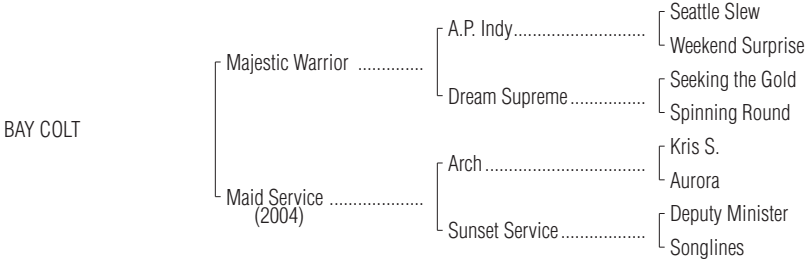 Seattle Slew
A.P. Indy............................
Weekend Surprise
Majestic Warrior ..............
Seeking the Gold
Dream Supreme................
Spinning Round
BAY COLT
Kris S.
Arch..................................
Aurora
Maid Service ....................
(2004)
Deputy Minister
Sunset Service..................
Songlines